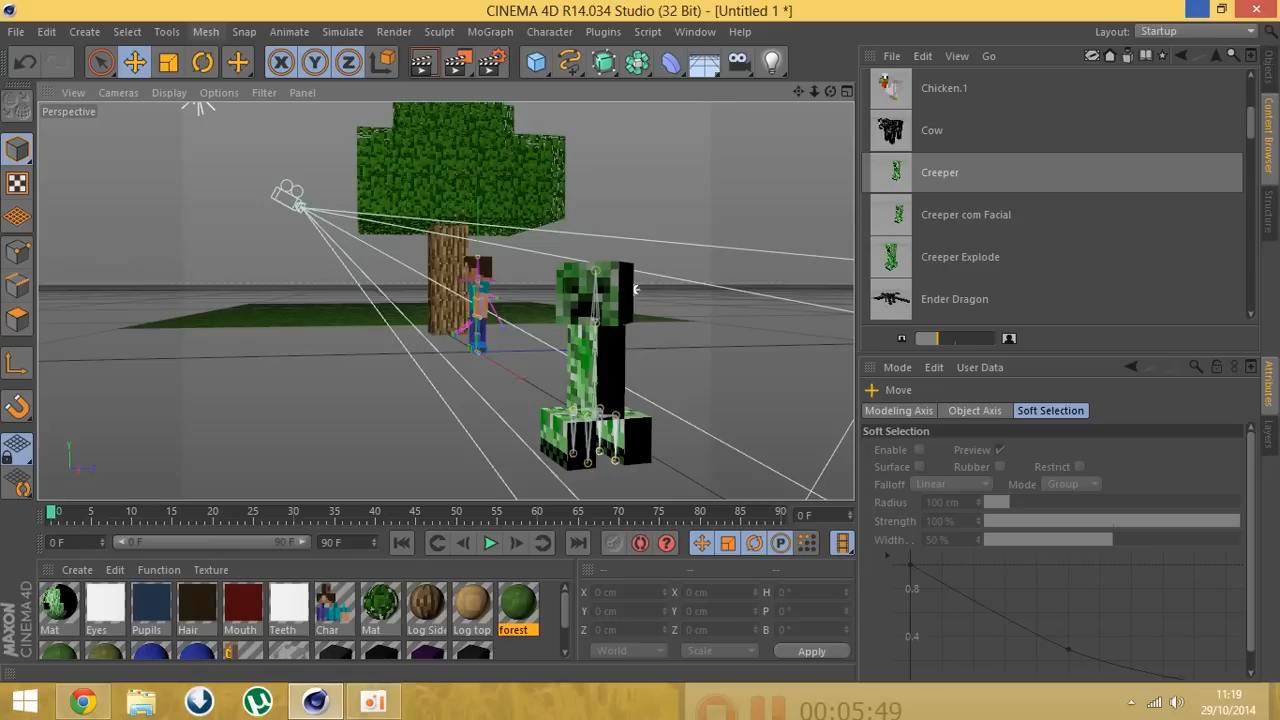 CINEMA 4D R14.034 Studio (32 Bit) - [Untitled 1 *]
File Edit Create Select Tools Mesh Snap Animate Simulate Render Sculpt MoGraph Character Plugins Script Window Help
Layout: Startup
X Y Z
View Cameras Display Options Filter Panel
Perspective
Y
File Edit View Go
Chicken.1
Cow
Creeper
Creeper com Facial
Creeper Explode
Ender Dragon
Objects
Content Browser
Structure
Mode Edit User Data
Move
Modeling Axis Object Axis Soft Selection
Soft Selection
Enable Preview
Surface Rubber Restrict
Falloff Linear Mode Group
Radius 100 cm
Strength 100 %
Width.. 50 %
0.8
0.4
Attributes
Layers
0 5 10 15 20 25 30 35 40 45 50 55 60 65 70 75 80 85 90 0 F
0 F 0 F 90 F 90 F
P
Create Edit Function Texture
Mat Eyes Pupils Hair Mouth Teeth Char Mat Log Side Log top forest
-- -- --
X 0 cm X 0 cm H 0 °
Y 0 cm Y 0 cm P 0 °
Z 0 cm Z 0 cm B 0 °
World Scale Apply
MAXON CINEMA 4D
00:05:49
11:19
29/10/2014